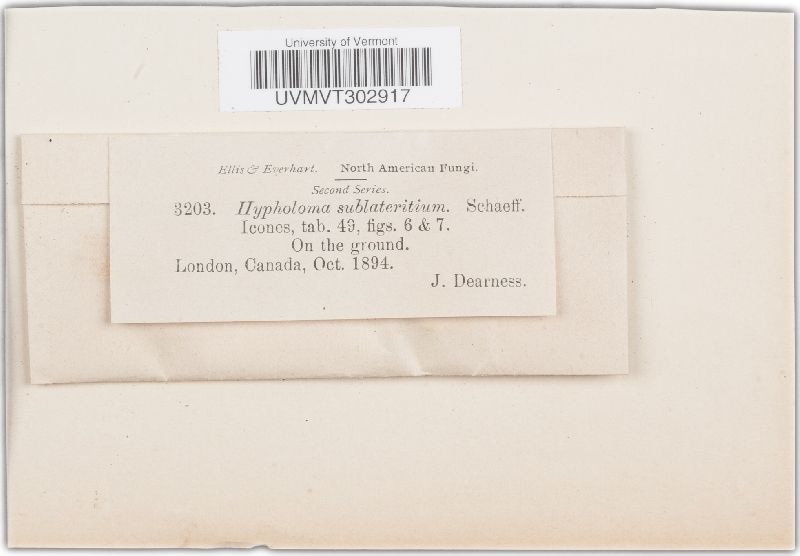 University of Vermont
UVMVT302917
Ellis & Everhart. North American Fungi.
Second Series.
3203. Hypholoma sublateritium. Schaeff.
Icones, tab. 49, figs. 6 & 7.
On the ground.
London, Canada, Oct. 1894.
J. Dearness.